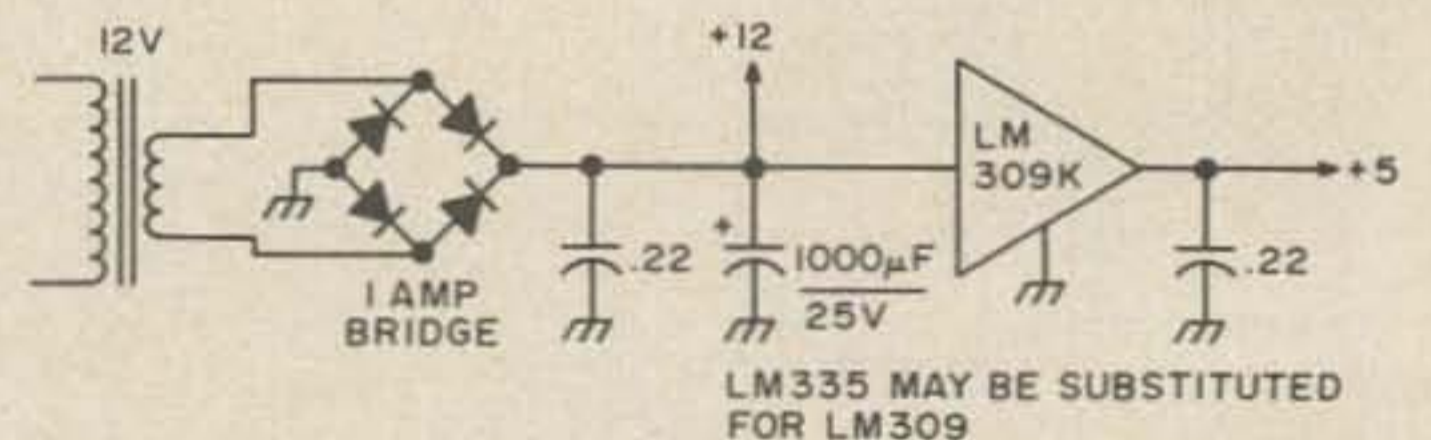 12V
+12
LM
309K
+5
.22
+
1000µF
25V
.22
1 AMP
BRIDGE
LM335 MAY BE SUBSTITUTED
FOR LM309